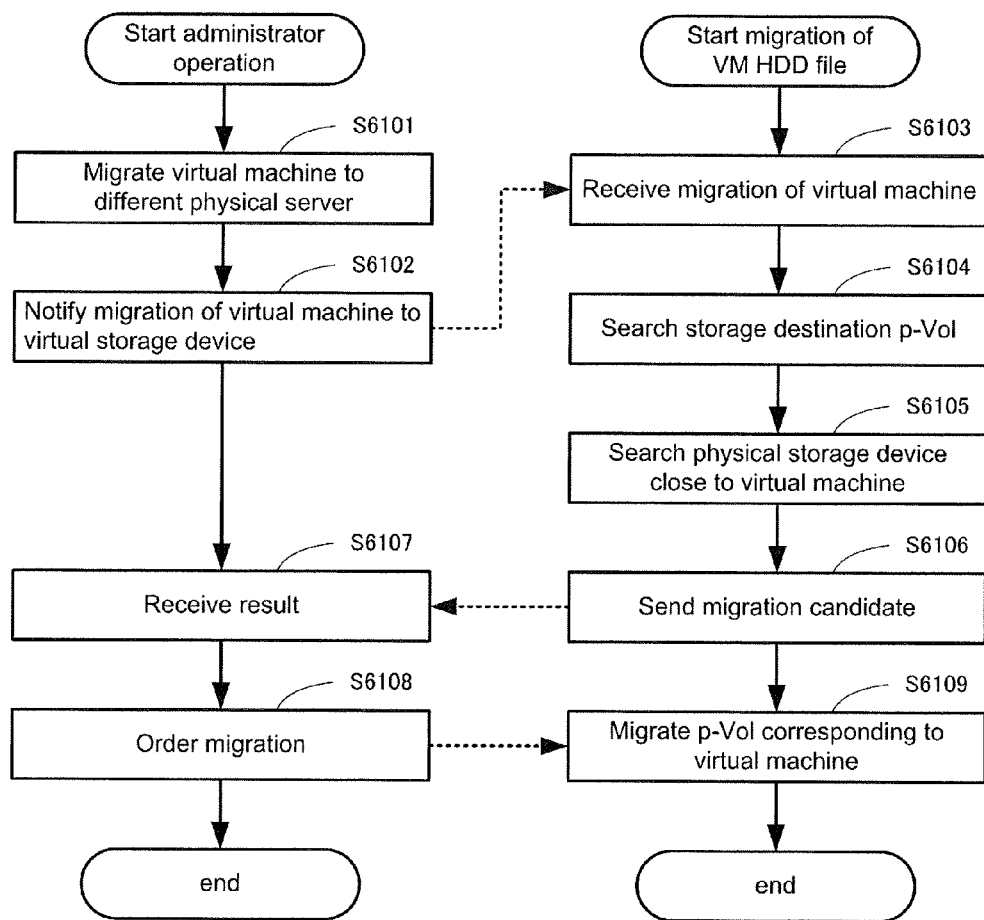 Start administrator
operation
S6101
Migrate virtual machine to
different physical server
S6102
Notify migration of virtual machine to
virtual storage device
S6107
Receive result
S6108
Order migration
end
Start migration of
VM HDD file
S6103
Receive migration of virtual machine
S6104
Search storage destination p-Vol
S6105
Search physical storage device
close to virtual machine
S6106
Send migration candidate
S6109
Migrate p-Vol corresponding to
virtual machine
end